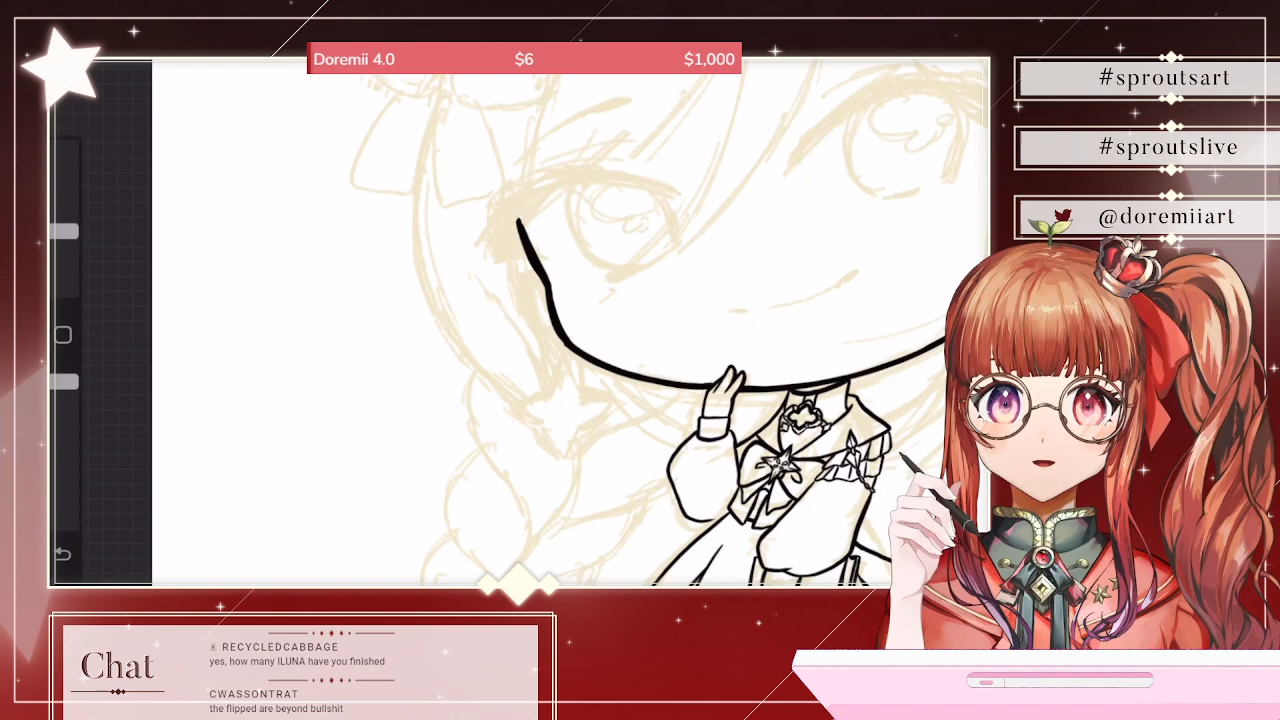 Doremii 4.0 $6 $1,000
#sproutsart
#sproutslive
@doremiiart
Chat
RECYCLEDCABBAGE
yes, how many ILUNA have you finished
CWASSONTRAT
the flipped are beyond bullshit